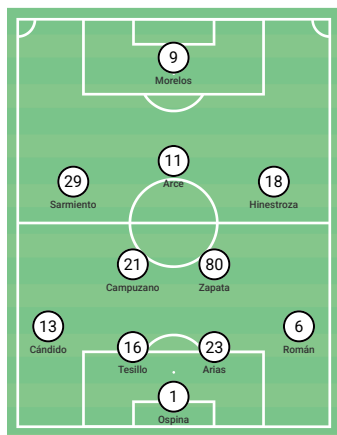 9
Morelos
11
Arce
29
Sarmiento
18
Hinestroza
21
Campuzano
80
Zapata
13
Cándido
6
Román
16
Tesillo
23
Arias
1
Ospina